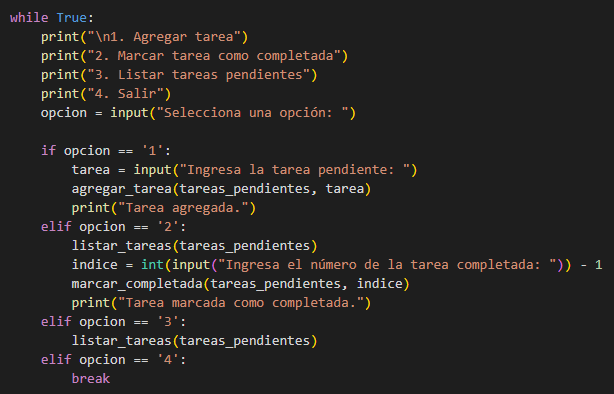 while True:
    print("\n1. Agregar tarea")
    print("2. Marcar tarea como completada")
    print("3. Listar tareas pendientes")
    print("4. Salir")
    opcion = input("Selecciona una opción: ")

    if opcion == '1':
        tarea = input("Ingresa la tarea pendiente: ")
        agregar_tarea(tareas_pendientes, tarea)
        print("Tarea agregada.")
    elif opcion == '2':
        listar_tareas(tareas_pendientes)
        indice = int(input("Ingresa el número de la tarea completada: ")) - 1
        marcar_completada(tareas_pendientes, indice)
        print("Tarea marcada como completada.")
    elif opcion == '3':
        listar_tareas(tareas_pendientes)
    elif opcion == '4':
        break